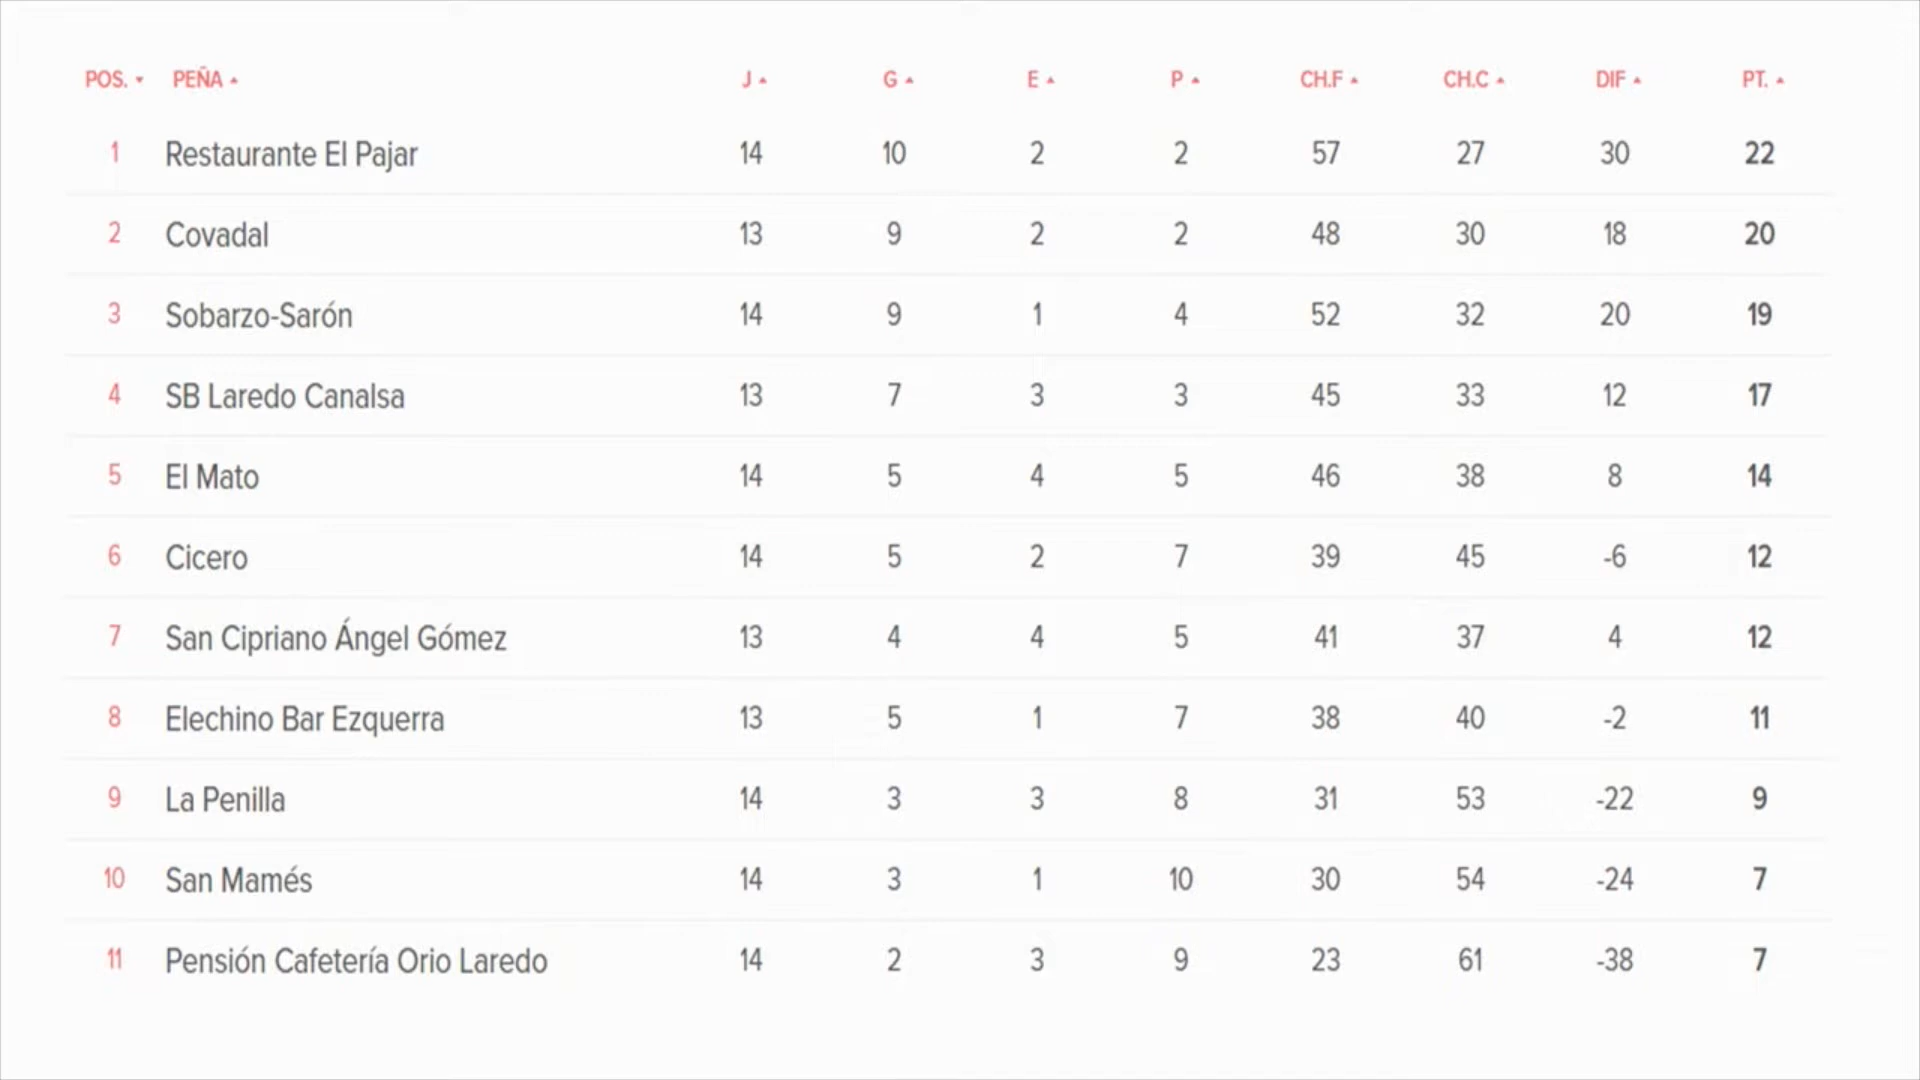 POS. PEÑA J G E P CH.F CH.C DIF PT.
1 Restaurante El Pajar 14 10 2 2 57 27 30 22
2 Covadal 13 9 2 2 48 30 18 20
3 Sobarzo-Sarón 14 9 1 4 52 32 20 19
4 SB Laredo Canalsa 13 7 3 3 45 33 12 17
5 El Mato 14 5 4 5 46 38 8 14
6 Cicero 14 5 2 7 39 45 -6 12
7 San Cipriano Ángel Gómez 13 4 4 5 41 37 4 12
8 Elechino Bar Ezquerra 13 5 1 7 38 40 -2 11
9 La Penilla 14 3 3 8 31 53 -22 9
10 San Mamés 14 3 1 10 30 54 -24 7
11 Pensión Cafetería Orio Laredo 14 2 3 9 23 61 -38 7